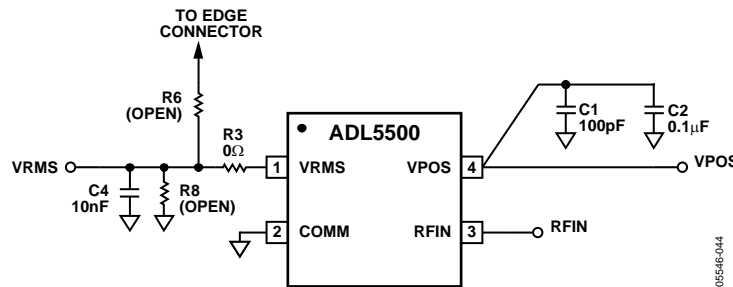 TO EDGE
CONNECTOR
R6
(OPEN)
R3
0Ω
VRMS
C4
10nF
R8
(OPEN)
ADL5500
1
VRMS
VPOS
4
2
COMM
RFIN
3
C1
100pF
C2
0.1µF
VPOS
RFIN
05546-044